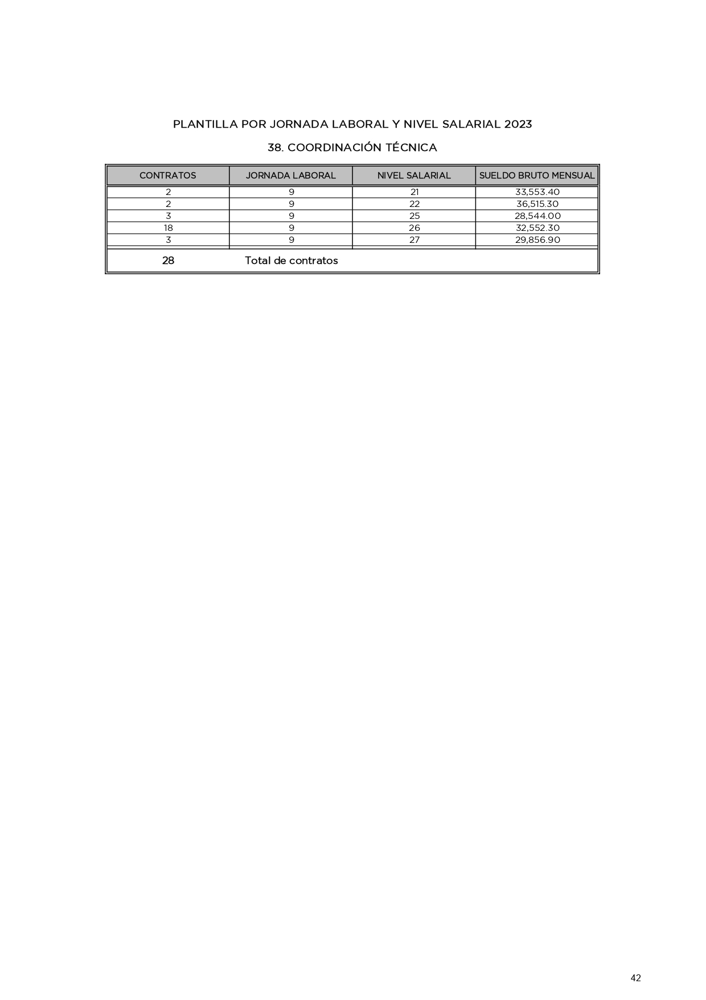 PLANTILLA POR JORNADA LABORAL Y NIVEL SALARIAL 2023
38. COORDINACIÓN TÉCNICA
CONTRATOS JORNADA LABORAL NIVEL SALARIAL SUELDO BRUTO MENSUAL
2 9 21 33,553.40
2 9 22 36,515.30
3 9 25 28,544.00
18 9 26 32,552.30
3 9 27 29,856.90
28 Total de contratos
42